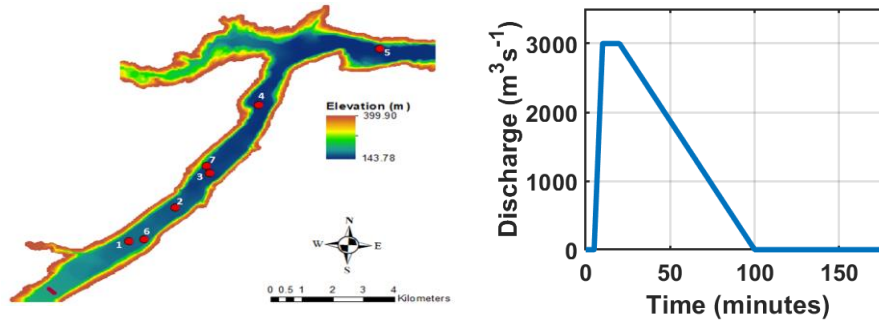 5
4
Elevation (m)
399.90
143.78
7
3
2
1
6
N
W
E
S
0 0.5 1 2 3 4
Kilometers
Discharge (m³s⁻¹)
3000
2000
1000
0
0 50 100 150
Time (minutes)